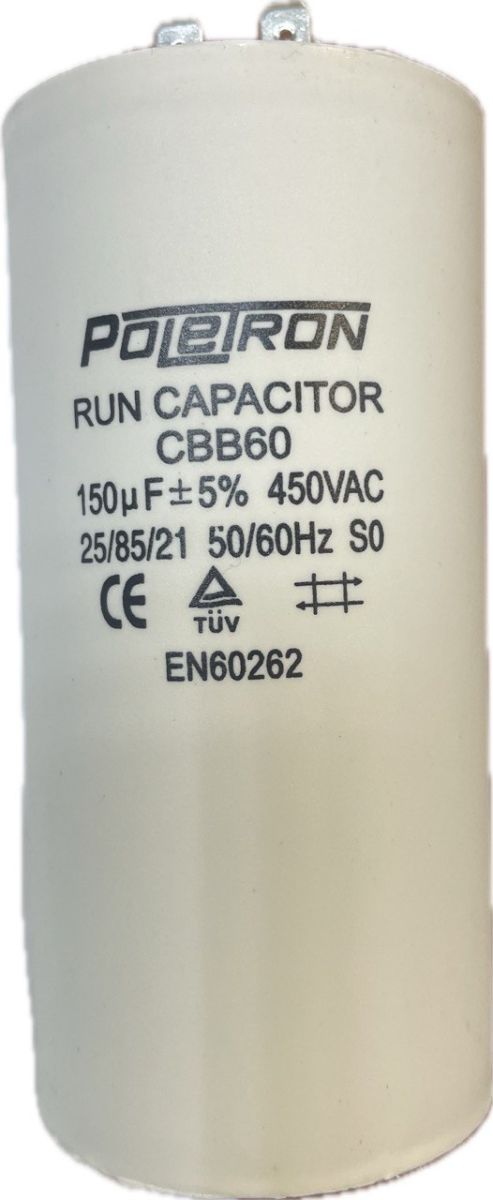 POLETRON
RUN CAPACITOR
CBB60
150μF±5% 450VAC
25/85/21 50/60Hz S0
CE TÜV
EN60262